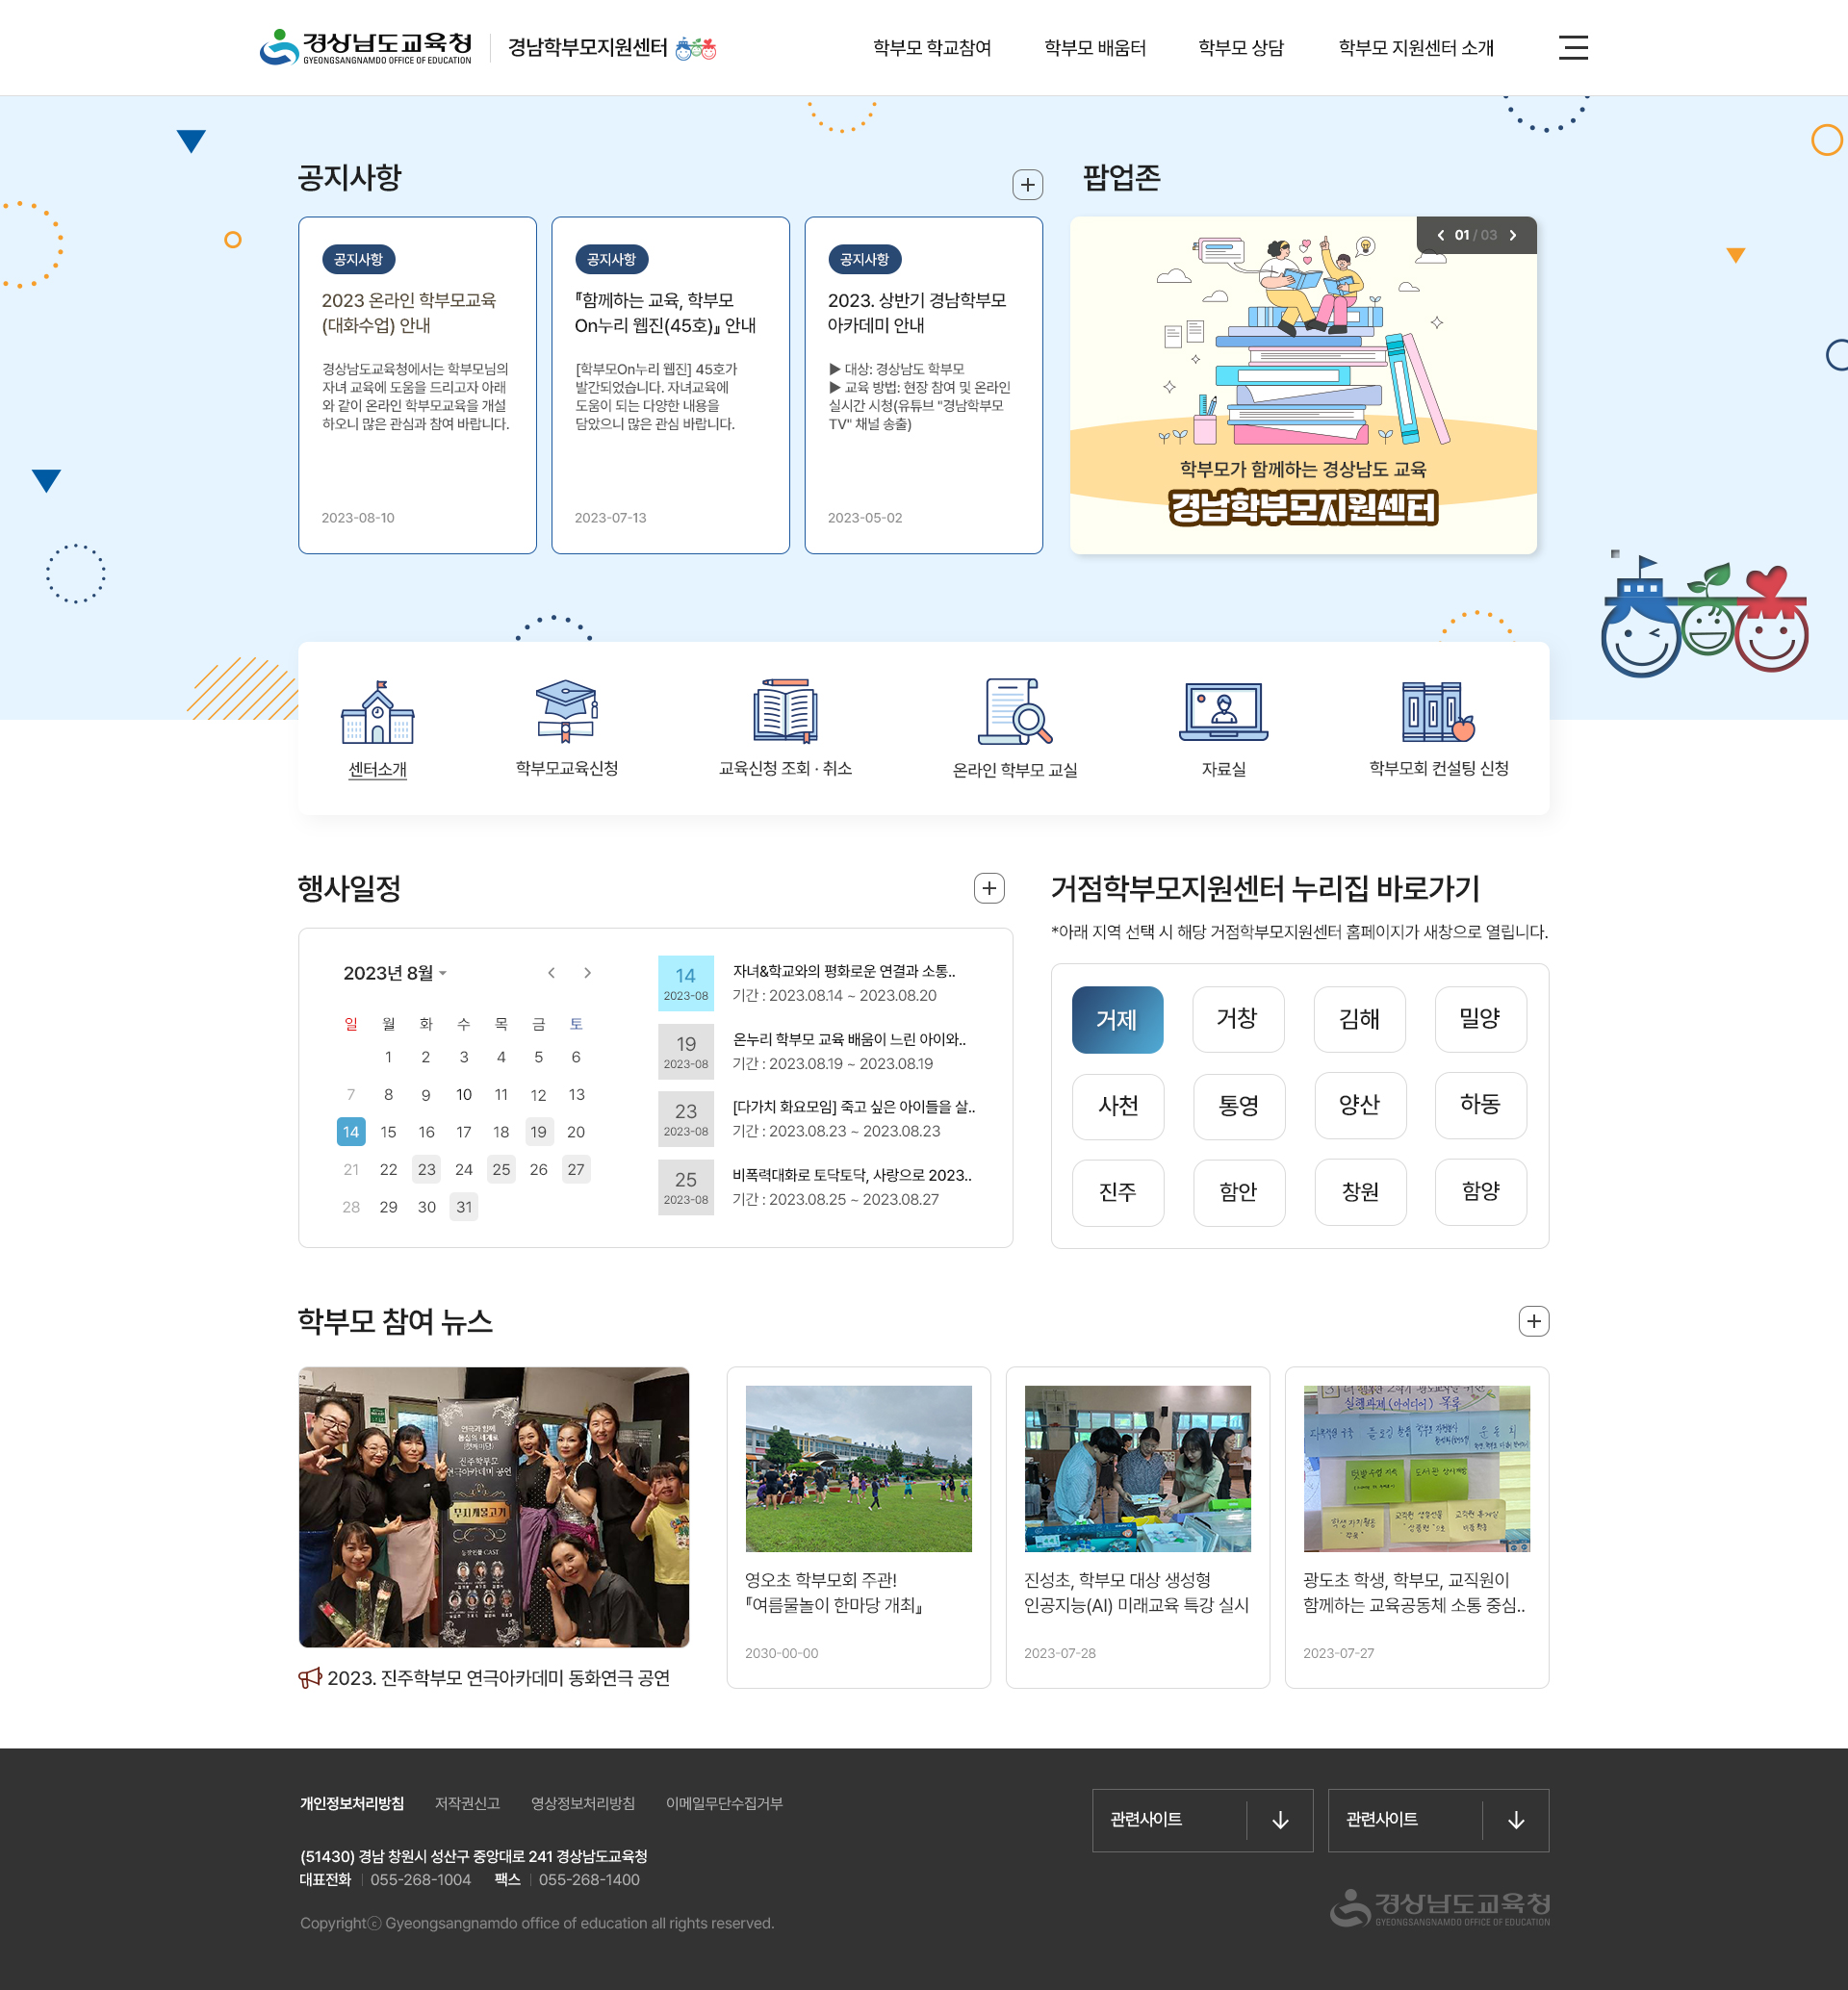 경상남도교육청
GYEONGSANGNAMDO OFFICE OF EDUCATION
경남학부모지원센터
학부모 학교참여
학부모 배움터
학부모 상담
학부모 지원센터 소개
공지사항
팝업존
공지사항
2023 온라인 학부모교육
(대화수업) 안내
경상남도교육청에서는 학부모님의
자녀 교육에 도움을 드리고자 아래
와 같이 온라인 학부모교육을 개설
하오니 많은 관심과 참여 바랍니다.
2023-08-10
공지사항
『함께하는 교육, 학부모
On누리 웹진(45호)』 안내
[학부모On누리 웹진] 45호가
발간되었습니다. 자녀교육에
도움이 되는 다양한 내용을
담았으니 많은 관심 바랍니다.
2023-07-13
공지사항
2023. 상반기 경남학부모
아카데미 안내
▶ 대상: 경상남도 학부모
▶ 교육 방법: 현장 참여 및 온라인
실시간 시청(유튜브 "경남학부모
TV" 채널 송출)
2023-05-02
01 / 03
학부모가 함께하는 경상남도 교육
경남학부모지원센터
센터소개
학부모교육신청
교육신청 조회 · 취소
온라인 학부모 교실
자료실
학부모회 컨설팅 신청
행사일정
2023년 8월
일 월 화 수 목 금 토
1 2 3 4 5 6
7 8 9 10 11 12 13
14 15 16 17 18 19 20
21 22 23 24 25 26 27
28 29 30 31
14
2023-08
자녀&학교와의 평화로운 연결과 소통..
기간 : 2023.08.14 ~ 2023.08.20
19
2023-08
온누리 학부모 교육 배움이 느린 아이와..
기간 : 2023.08.19 ~ 2023.08.19
23
2023-08
[다가치 화요모임] 죽고 싶은 아이들을 살..
기간 : 2023.08.23 ~ 2023.08.23
25
2023-08
비폭력대화로 토닥토닥, 사랑으로 2023..
기간 : 2023.08.25 ~ 2023.08.27
거점학부모지원센터 누리집 바로가기
*아래 지역 선택 시 해당 거점학부모지원센터 홈페이지가 새창으로 열립니다.
거제 거창 김해 밀양
사천 통영 양산 하동
진주 함안 창원 함양
학부모 참여 뉴스
연극과 함께
진주학부모
연극아카데미 공연
무지개물고기
CAST
2023. 진주학부모 연극아카데미 동화연극 공연
영오초 학부모회 주관!
『여름물놀이 한마당 개최』
2030-00-00
진성초, 학부모 대상 생성형
인공지능(AI) 미래교육 특강 실시
2023-07-28
실행과제(아이디어) 목록
광도초 학생, 학부모, 교직원이
함께하는 교육공동체 소통 중심..
2023-07-27
개인정보처리방침
저작권신고
영상정보처리방침
이메일무단수집거부
(51430) 경남 창원시 성산구 중앙대로 241 경상남도교육청
대표전화 055-268-1004 팩스 055-268-1400
Copyrightⓒ Gyeongsangnamdo office of education all rights reserved.
관련사이트
관련사이트
경상남도교육청
GYEONGSANGNAMDO OFFICE OF EDUCATION